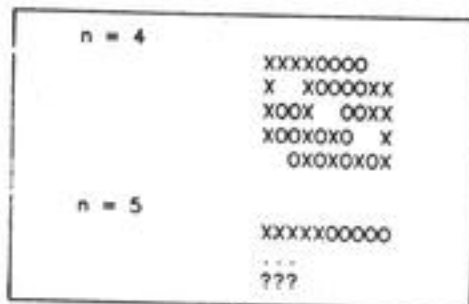 n = 4
XXXXOOOO
X  XOOOOXX
XOOX  OOXX
XOOXOXO  X
  OXOXOXOX
n = 5
XXXXXOOOOO
...
???